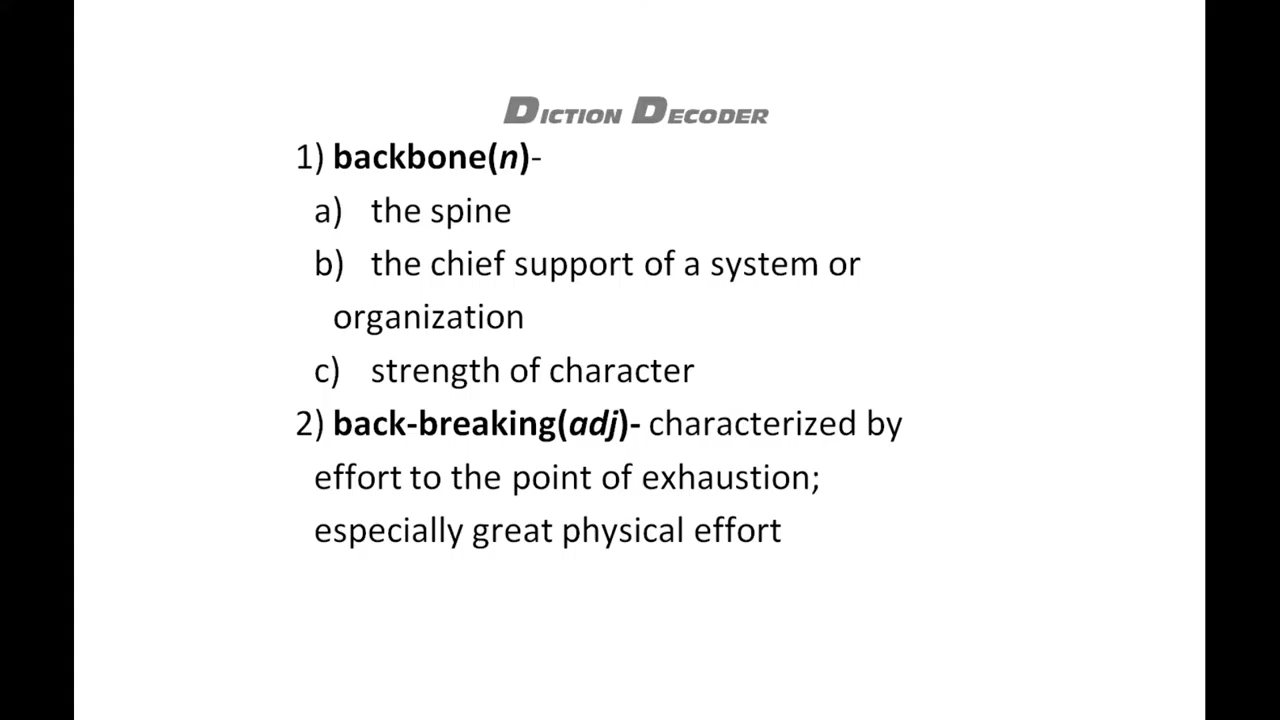 DICTION DECODER
1) backbone(n)-
a) the spine
b) the chief support of a system or
organization
c) strength of character
2) back-breaking(adj)- characterized by
effort to the point of exhaustion;
especially great physical effort